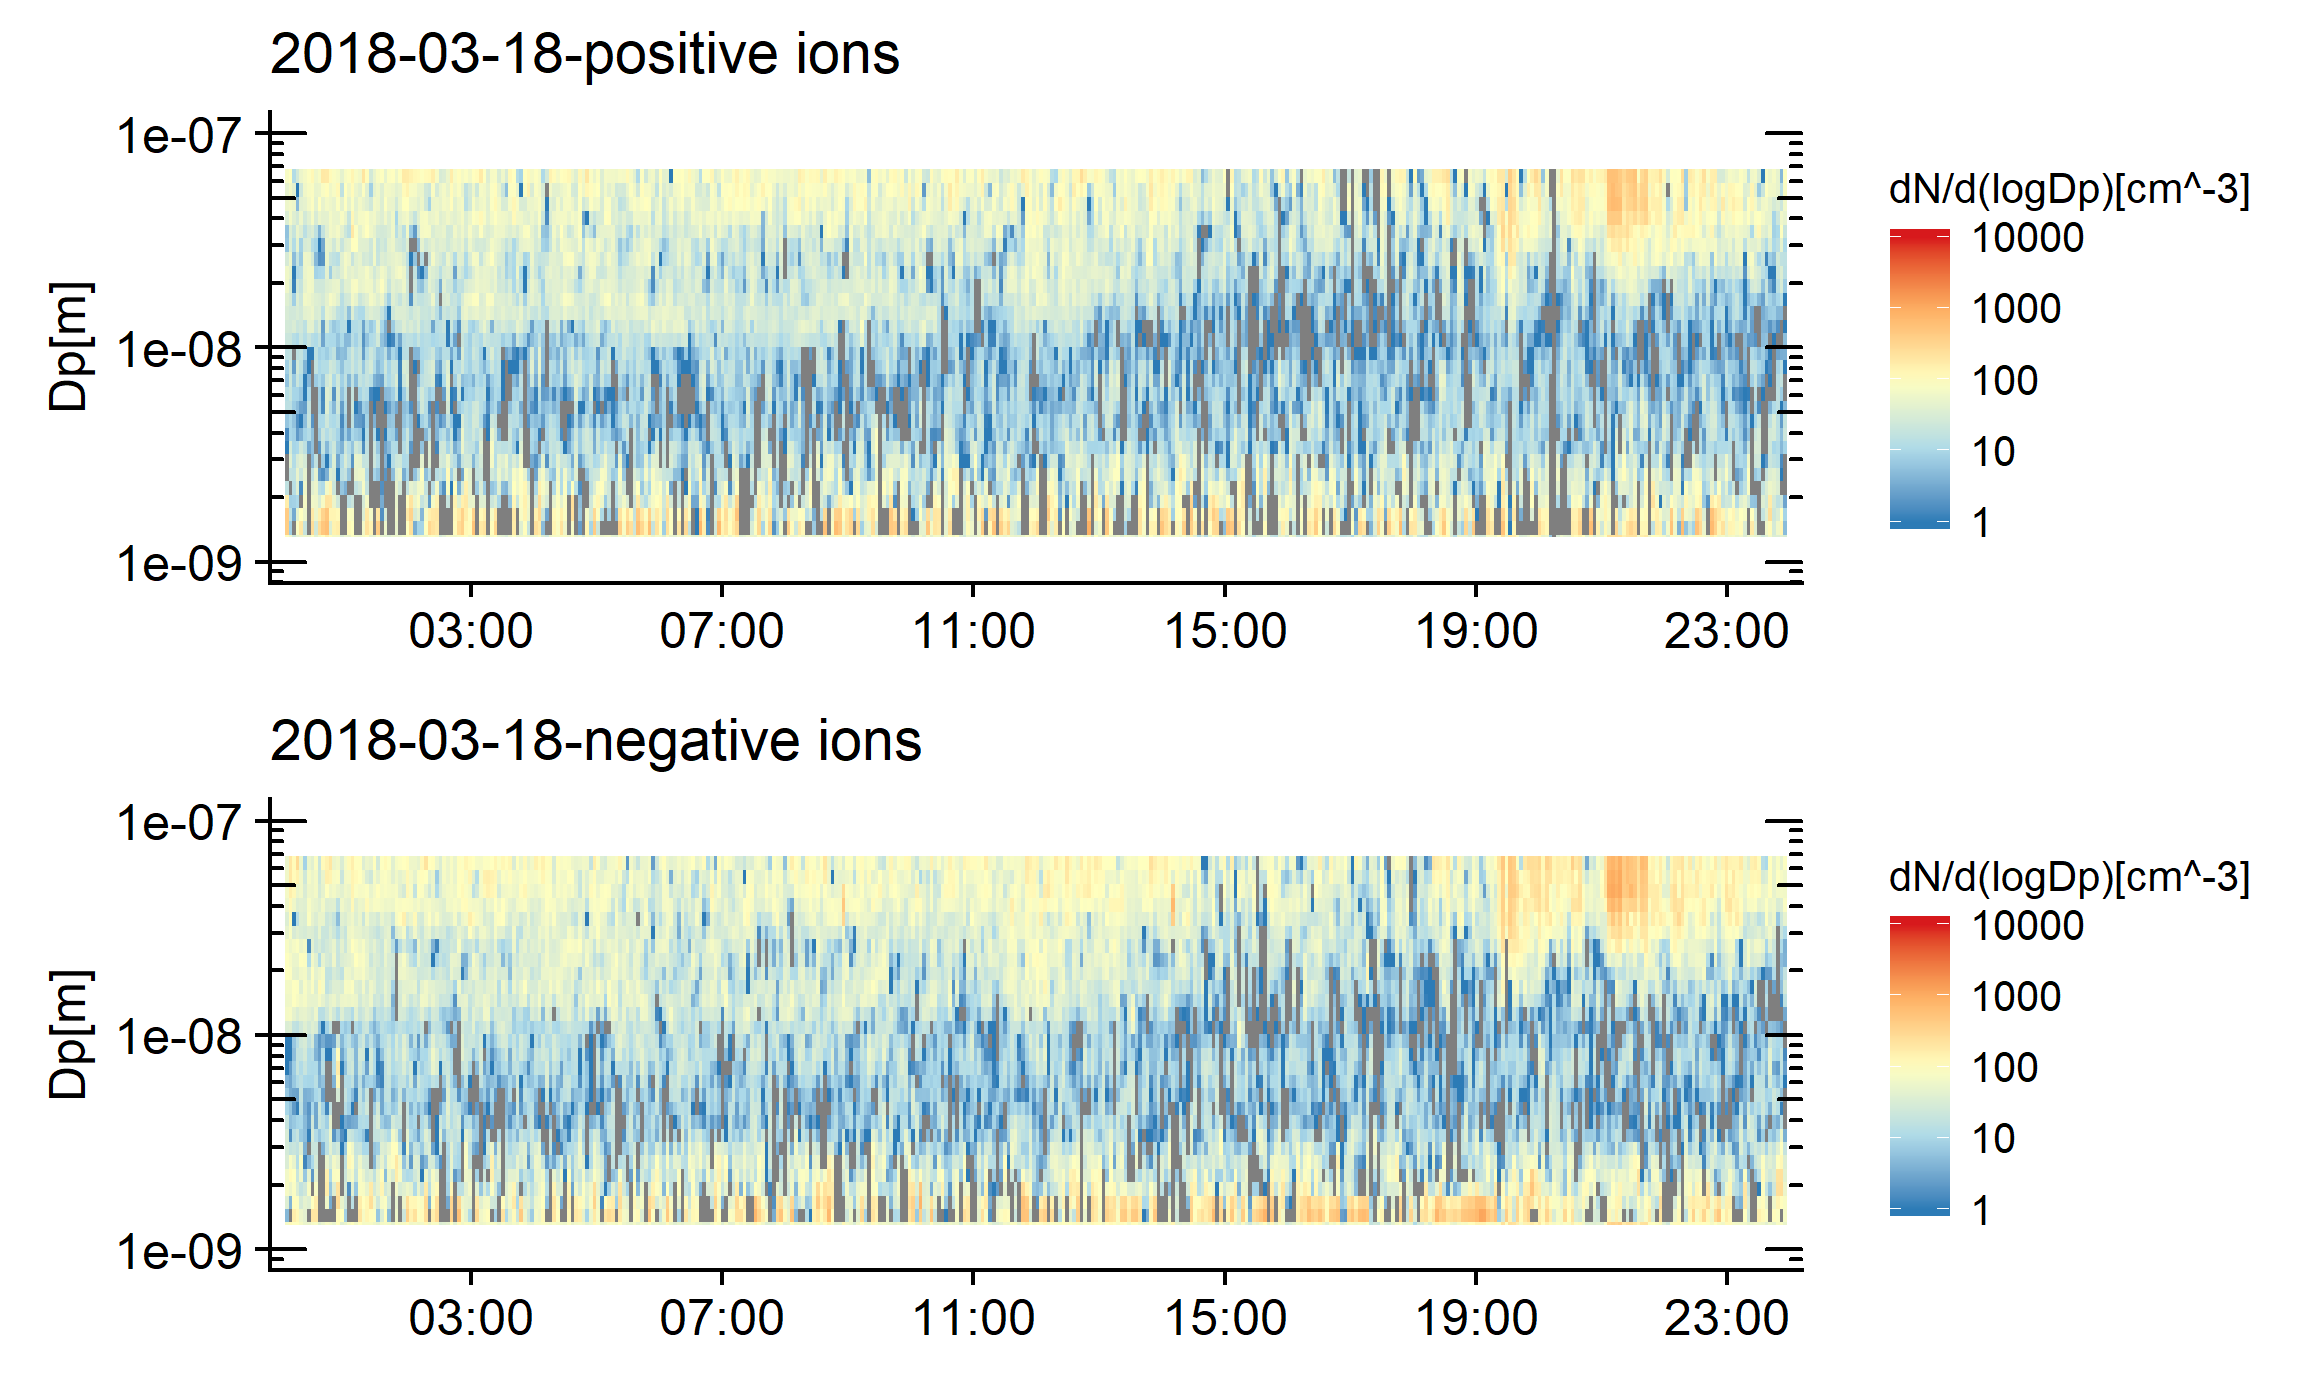 2018-03-18-positive ions
1e-07
1e-08
1e-09
Dp[m]
03:00 07:00 11:00 15:00 19:00 23:00
dN/d(logDp)[cm^-3]
10000
1000
100
10
1
2018-03-18-negative ions
1e-07
1e-08
1e-09
Dp[m]
03:00 07:00 11:00 15:00 19:00 23:00
dN/d(logDp)[cm^-3]
10000
1000
100
10
1